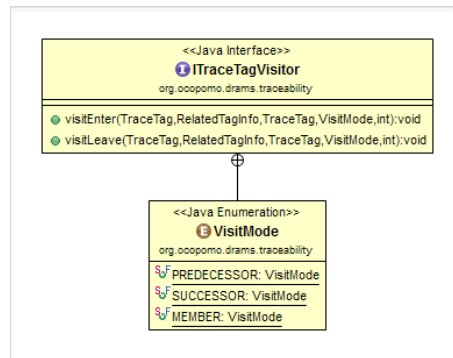 <<Java Interface>>
I ITraceTagVisitor
org.ocopomo.drams.traceability
visitEnter(TraceTag,RelatedTagInfo,TraceTag,VisitMode,int):void
visitLeave(TraceTag,RelatedTagInfo,TraceTag,VisitMode,int):void
<<Java Enumeration>>
E VisitMode
org.ocopomo.drams.traceability
S F PREDECESSOR: VisitMode
S F SUCCESSOR: VisitMode
S F MEMBER: VisitMode